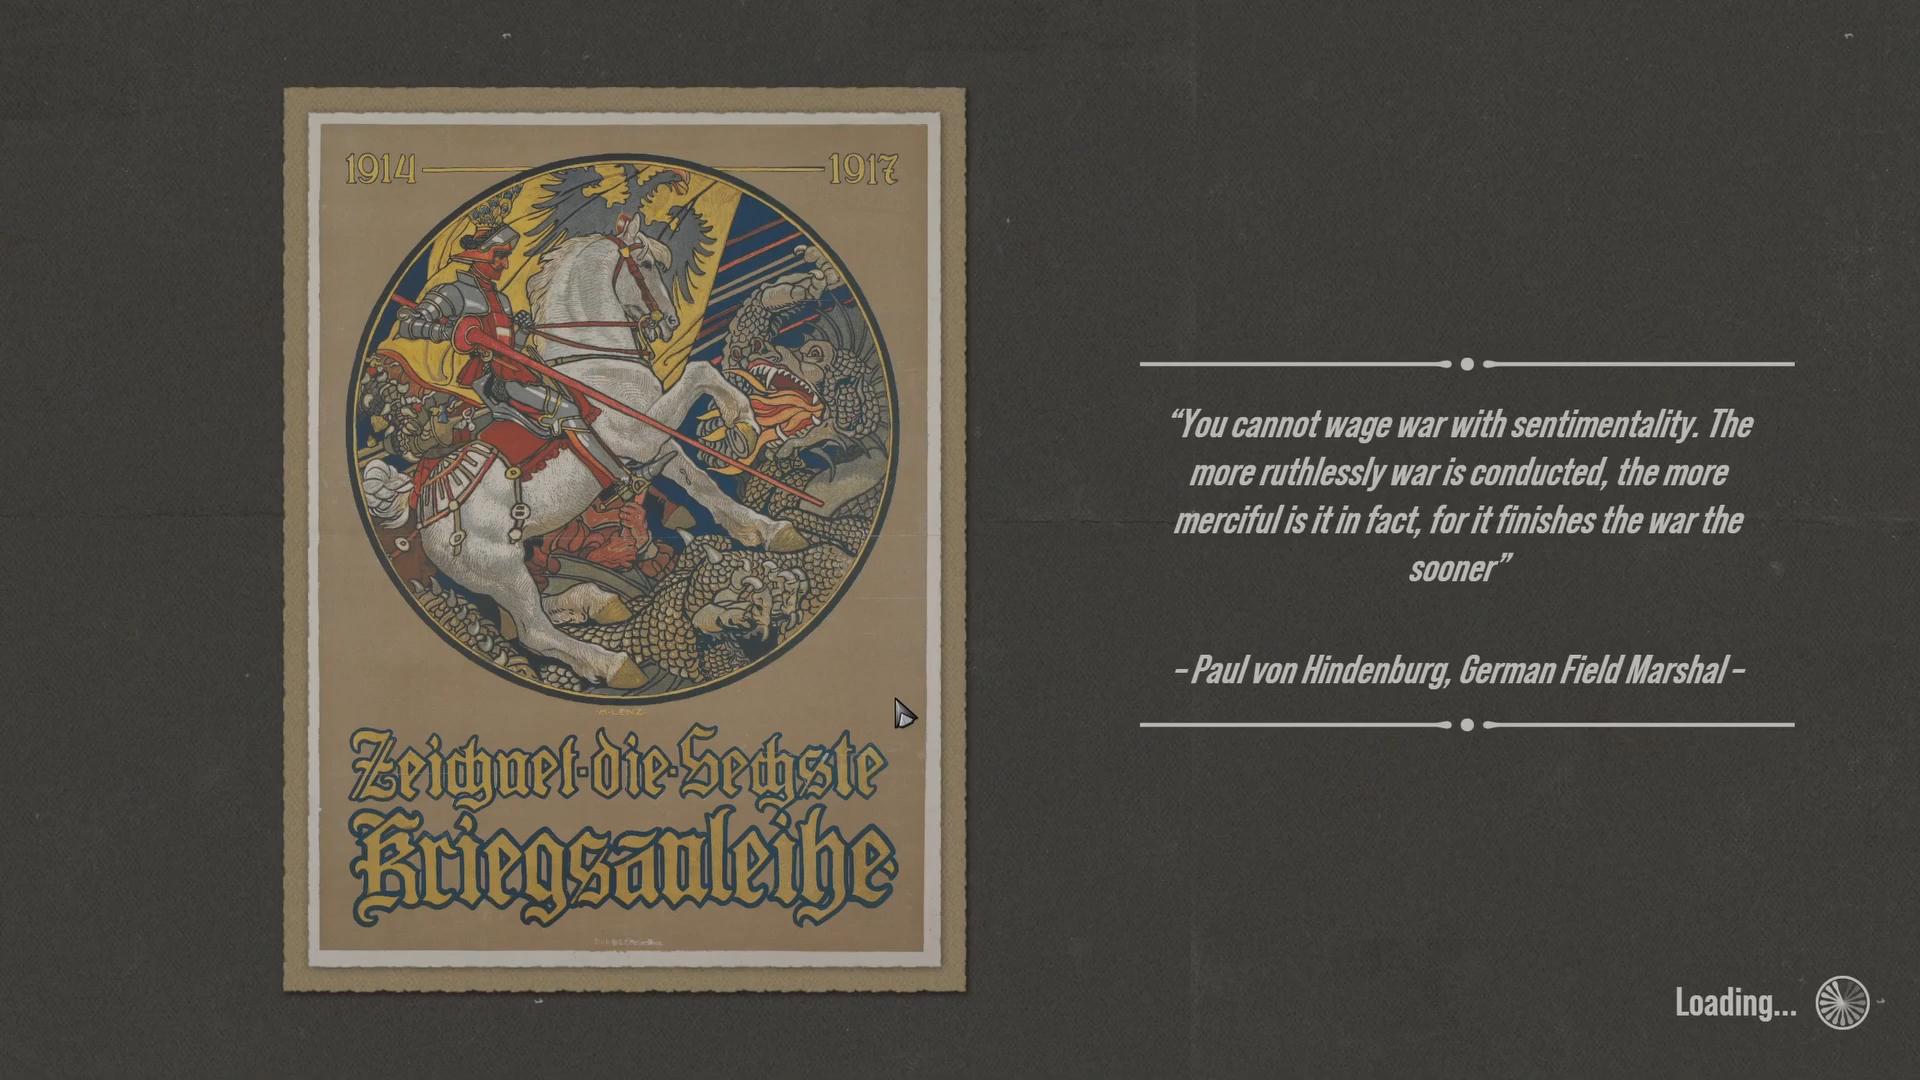 1914 1917
M·LENZ
Zeichnet·die·Sechste
Kriegsanleihe
“You cannot wage war with sentimentality. The
more ruthlessly war is conducted, the more
merciful is it in fact, for it finishes the war the
sooner”
– Paul von Hindenburg, German Field Marshal –
Loading...